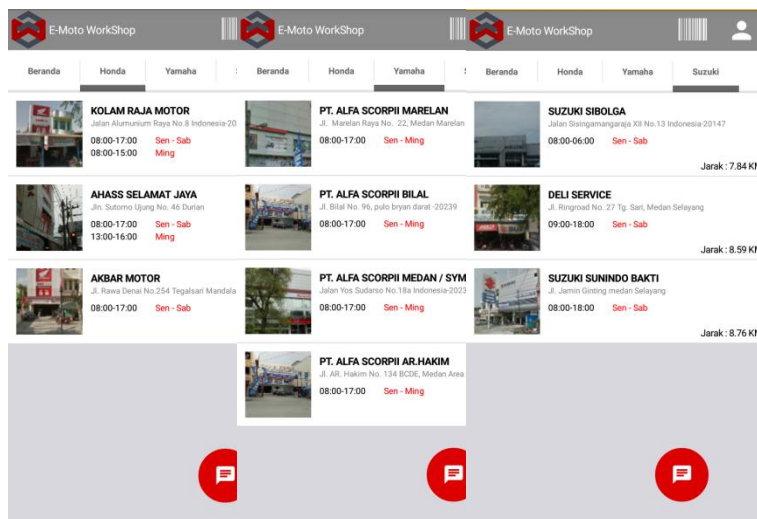 E-Moto WorkShop
Beranda Honda Yamaha
KOLAM RAJA MOTOR
Jalan Alumunium Raya No.8 Indonesia-20
08:00-17:00 Sen - Sab
08:00-15:00 Ming
AHASS SELAMAT JAYA
Jln. Sutomo Ujung No. 46 Durian
08:00-17:00 Sen - Sab
13:00-16:00 Ming
AKBAR MOTOR
Jl. Rawa Denai No.254 Tegalsari Mandala
08:00-17:00 Sen - Sab
E-Moto WorkShop
Beranda Honda Yamaha
PT. ALFA SCORPII MARELAN
Jl. Marelan Raya No. 22, Medan Marelan
08:00-17:00 Sen - Ming
PT. ALFA SCORPII BILAL
Jl. Bilal No. 96, pulo bryan darat -20239
08:00-17:00 Sen - Ming
PT. ALFA SCORPII MEDAN / SYM
Jalan Yos Sudarso No.18a Indonesia-2023
08:00-17:00 Sen - Ming
PT. ALFA SCORPII AR.HAKIM
Jl. AR. Hakim No. 134 BCDE, Medan Area
08:00-17:00 Sen - Ming
E-Moto WorkShop
Beranda Honda Yamaha Suzuki
SUZUKI SIBOLGA
Jalan Sisingamangaraja XII No.13 Indonesia-20147
08:00-06:00 Sen - Sab
Jarak : 7.84 KM
DELI SERVICE
Jl. Ringroad No. 27 Tg. Sari, Medan Selayang
09:00-18:00 Sen - Sab
Jarak : 8.59 KM
SUZUKI SUNINDO BAKTI
Jl. Jamin Ginting medan Selayang
08:00-18:00 Sen - Sab
Jarak : 8.76 KM